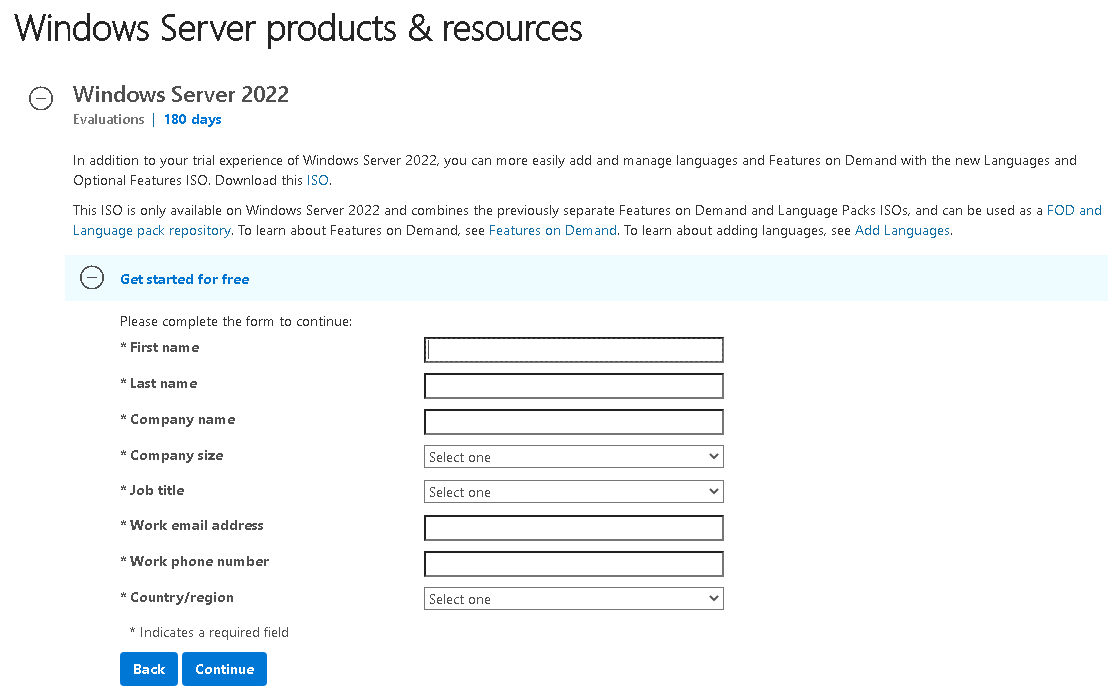 Windows Server products & resources
Windows Server 2022
Evaluations | 180 days
In addition to your trial experience of Windows Server 2022, you can more easily add and manage languages and Features on Demand with the new Languages and
Optional Features ISO. Download this ISO.
This ISO is only available on Windows Server 2022 and combines the previously separate Features on Demand and Language Packs ISOs, and can be used as a FOD and
Language pack repository. To learn about Features on Demand, see Features on Demand. To learn about adding languages, see Add Languages.
Get started for free
Please complete the form to continue:
* First name
* Last name
* Company name
* Company size Select one
* Job title Select one
* Work email address
* Work phone number
* Country/region Select one
* Indicates a required field
Back Continue